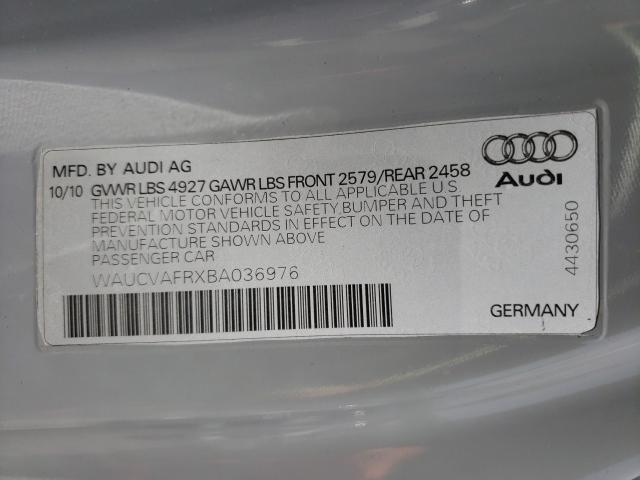 MFD. BY AUDI AG
10/10 GVWR LBS 4927 GAWR LBS FRONT 2579/REAR 2458
THIS VEHICLE CONFORMS TO ALL APPLICABLE U.S
FEDERAL MOTOR VEHICLE SAFETY,BUMPER AND THEFT
PREVENTION STANDARDS IN EFFECT ON THE DATE OF
MANUFACTURE SHOWN ABOVE
PASSENGER CAR
WAUCVAFRXBA036976
Audi
4430650
GERMANY